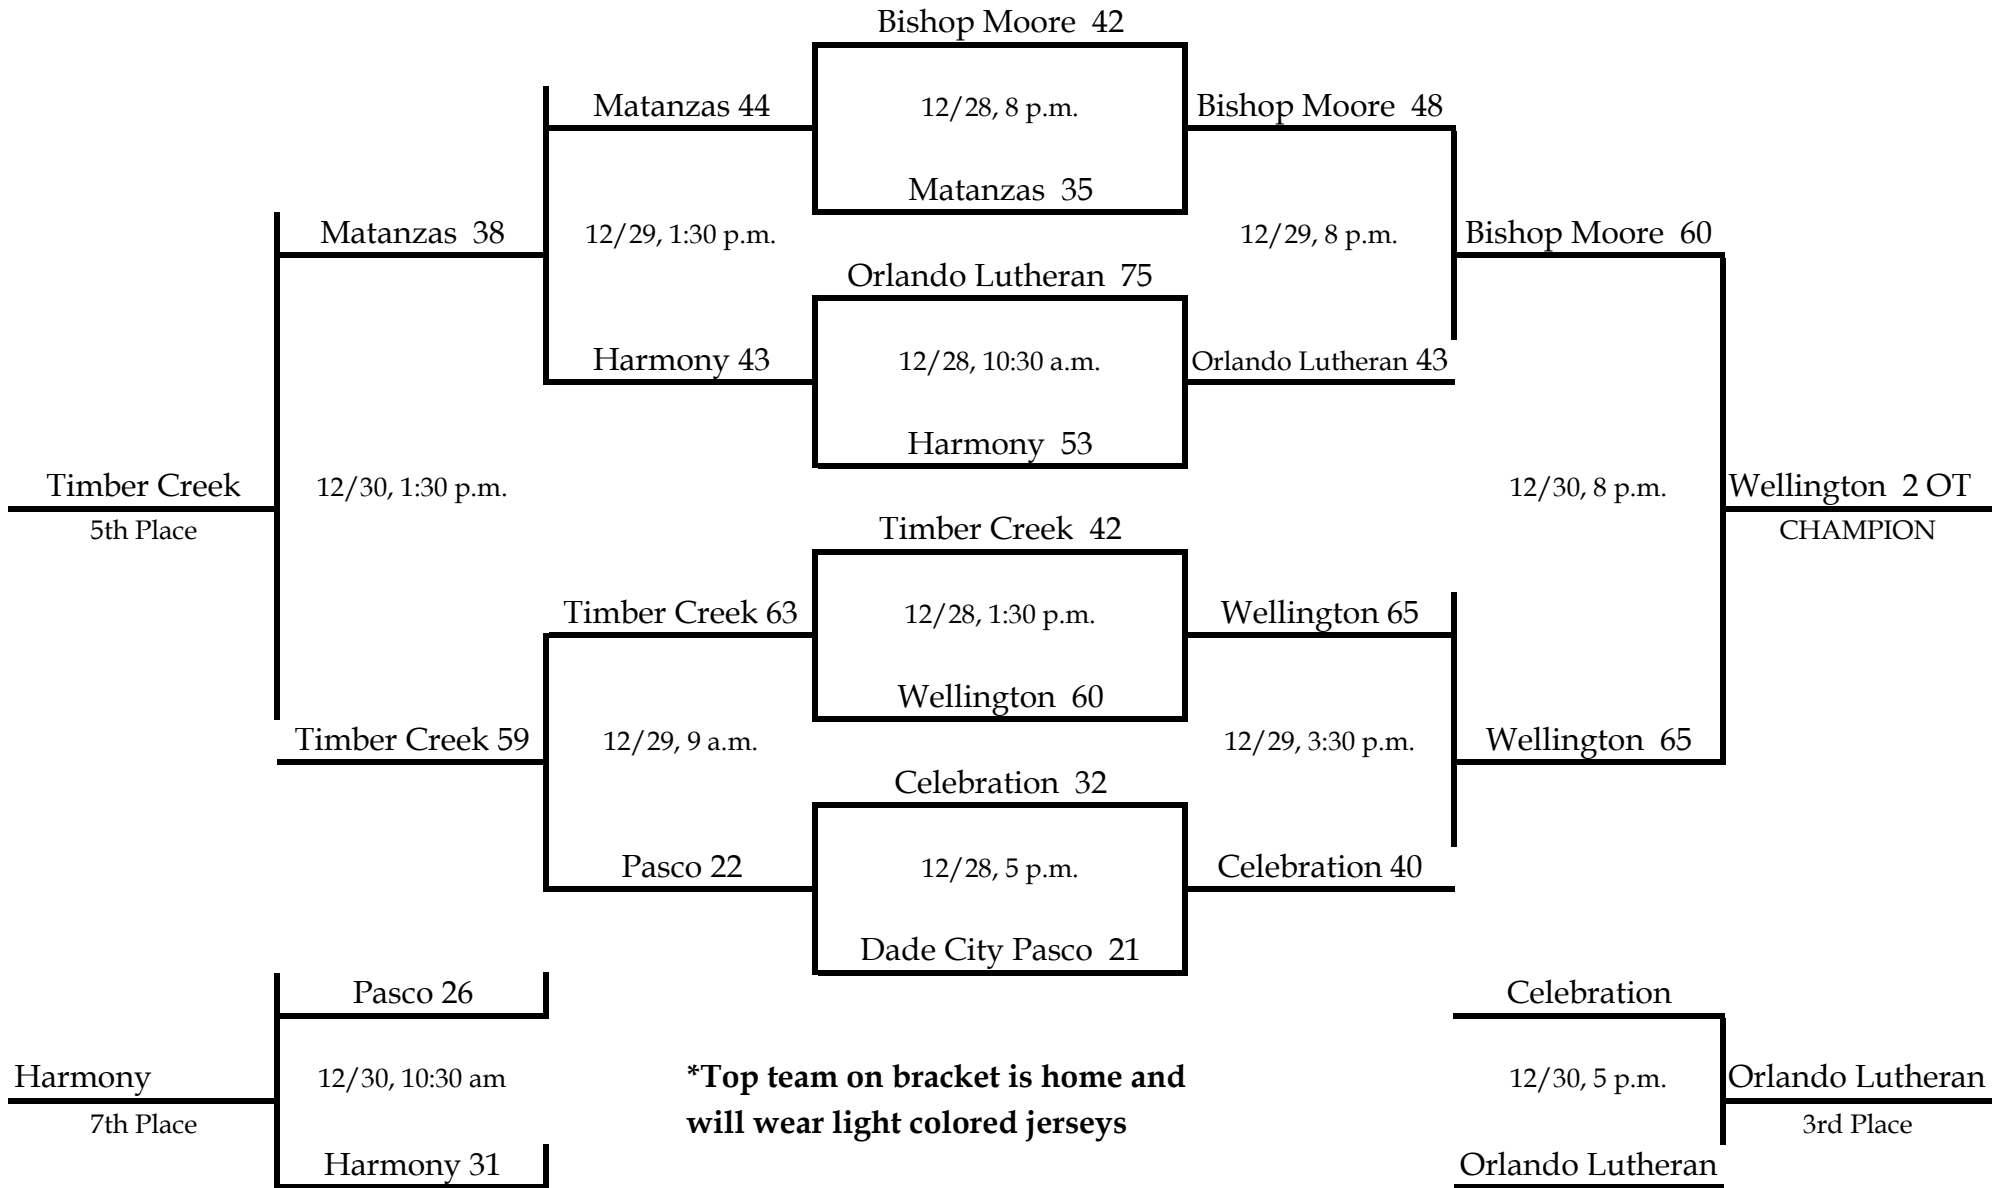 Bishop Moore  42
Matanzas 44
12/28, 8 p.m.
Bishop Moore  48
Matanzas  35
Matanzas  38
12/29, 1:30 p.m.
12/29, 8 p.m.
Bishop Moore  60
Orlando Lutheran  75
Harmony 43
12/28, 10:30 a.m.
Orlando Lutheran 43
Harmony  53
Timber Creek
12/30, 1:30 p.m.
12/30, 8 p.m.
Wellington  2 OT
5th Place
Timber Creek  42
CHAMPION
Timber Creek 63
12/28, 1:30 p.m.
Wellington 65
Wellington  60
Timber Creek 59
12/29, 9 a.m.
12/29, 3:30 p.m.
Wellington  65
Celebration  32
Pasco 22
12/28, 5 p.m.
Celebration 40
Dade City Pasco  21
Pasco 26
Celebration
Harmony
12/30, 10:30 am
*Top team on bracket is home and
will wear light colored jerseys
12/30, 5 p.m.
Orlando Lutheran
7th Place
3rd Place
Harmony 31
Orlando Lutheran